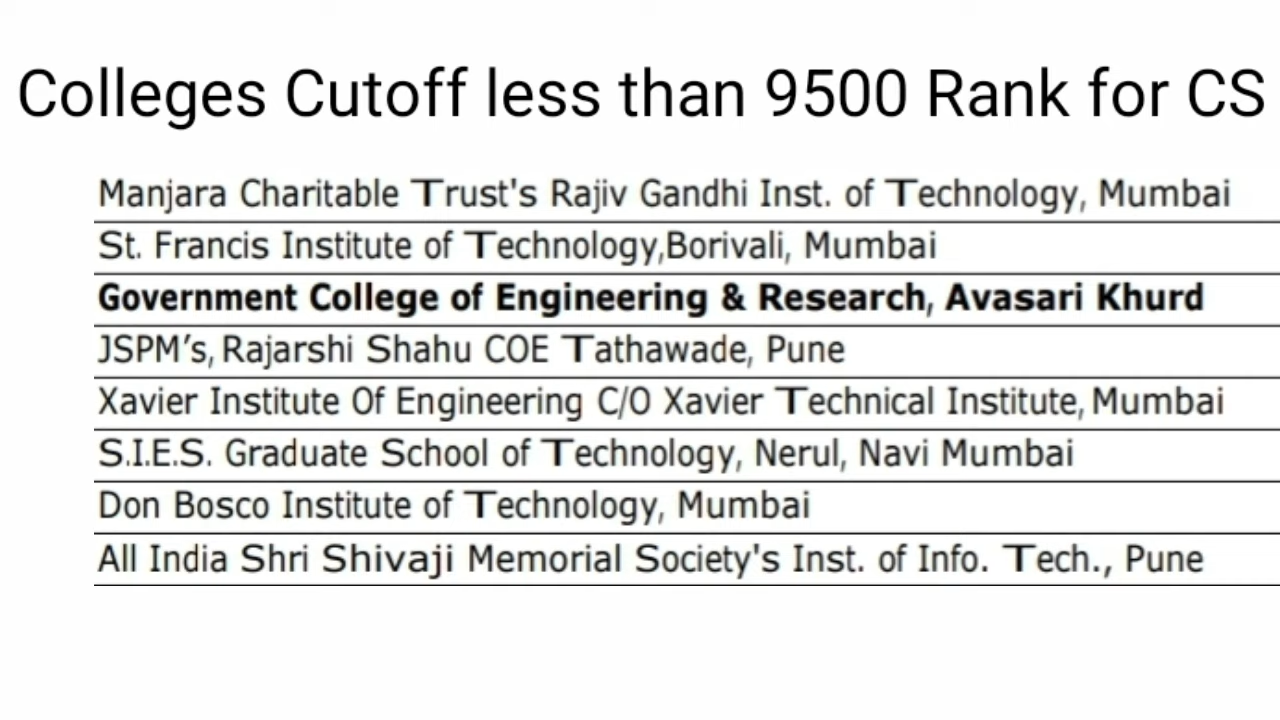 Colleges Cutoff less than 9500 Rank for CS
Manjara Charitable Trust's Rajiv Gandhi Inst. of Technology, Mumbai
St. Francis Institute of Technology,Borivali, Mumbai
Government College of Engineering & Research, Avasari Khurd
JSPM’s, Rajarshi Shahu COE Tathawade, Pune
Xavier Institute Of Engineering C/O Xavier Technical Institute, Mumbai
S.I.E.S. Graduate School of Technology, Nerul, Navi Mumbai
Don Bosco Institute of Technology, Mumbai
All India Shri Shivaji Memorial Society's Inst. of Info. Tech., Pune